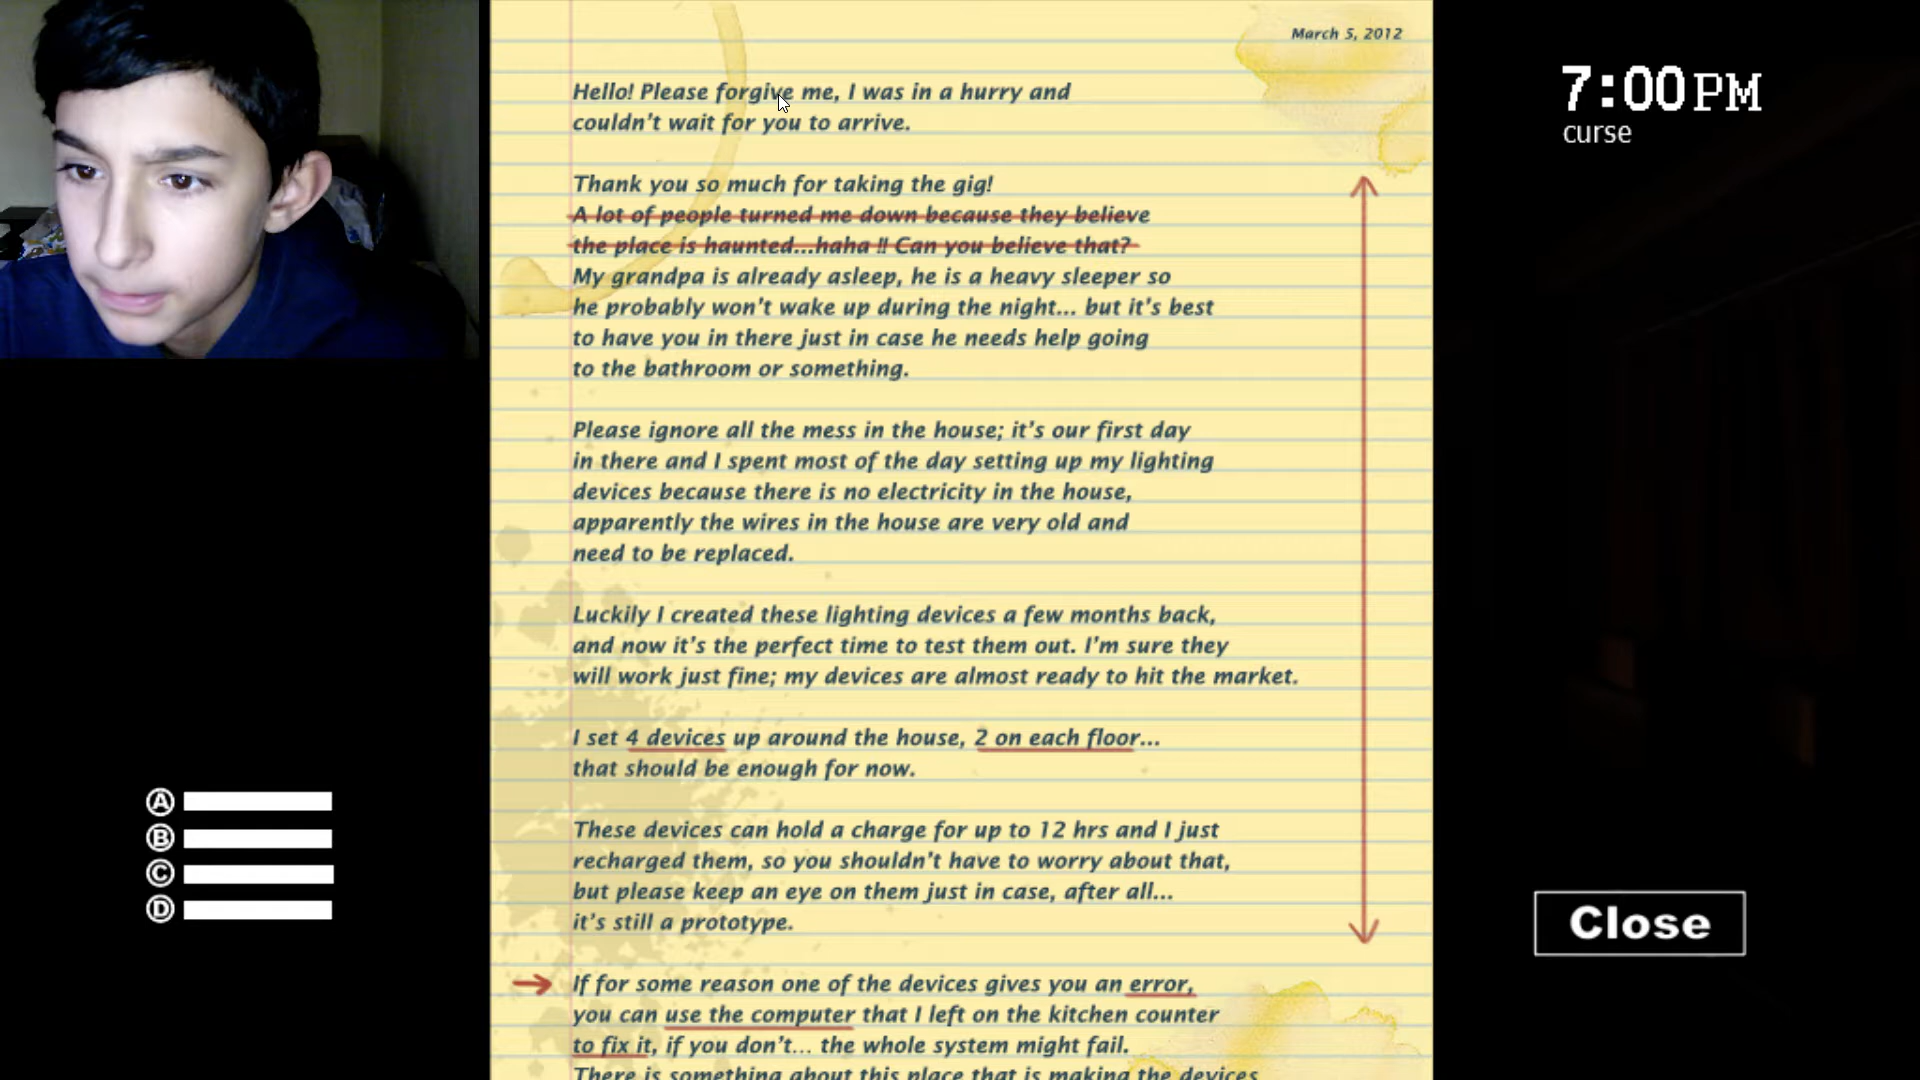 March 5, 2012
Hello! Please forgive me, I was in a hurry and
couldn't wait for you to arrive.
Thank you so much for taking the gig!
A lot of people turned me down because they believe
the place is haunted...haha !! Can you believe that?
My grandpa is already asleep, he is a heavy sleeper so
he probably won't wake up during the night... but it's best
to have you in there just in case he needs help going
to the bathroom or something.
Please ignore all the mess in the house; it's our first day
in there and I spent most of the day setting up my lighting
devices because there is no electricity in the house,
apparently the wires in the house are very old and
need to be replaced.
Luckily I created these lighting devices a few months back,
and now it's the perfect time to test them out. I'm sure they
will work just fine; my devices are almost ready to hit the market.
I set 4 devices up around the house, 2 on each floor...
that should be enough for now.
These devices can hold a charge for up to 12 hrs and I just
recharged them, so you shouldn't have to worry about that,
but please keep an eye on them just in case, after all...
it's still a prototype.
If for some reason one of the devices gives you an error,
you can use the computer that I left on the kitchen counter
to fix it, if you don't... the whole system might fail.
There is something about this place that is making the devices
7:00 PM
curse
A
B
C
D
Close